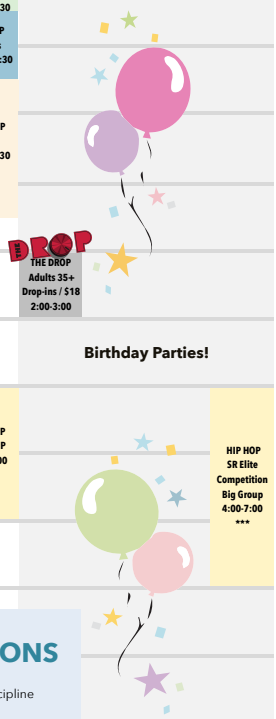 30
P
s
:30
P
30
THE DROP
THE DROP
Adults 35+
Drop-ins / $18
2:00-3:00
Birthday Parties!
P
P
00
HIP HOP
SR Elite
Competition
Big Group
4:00-7:00
***
ONS
cipline